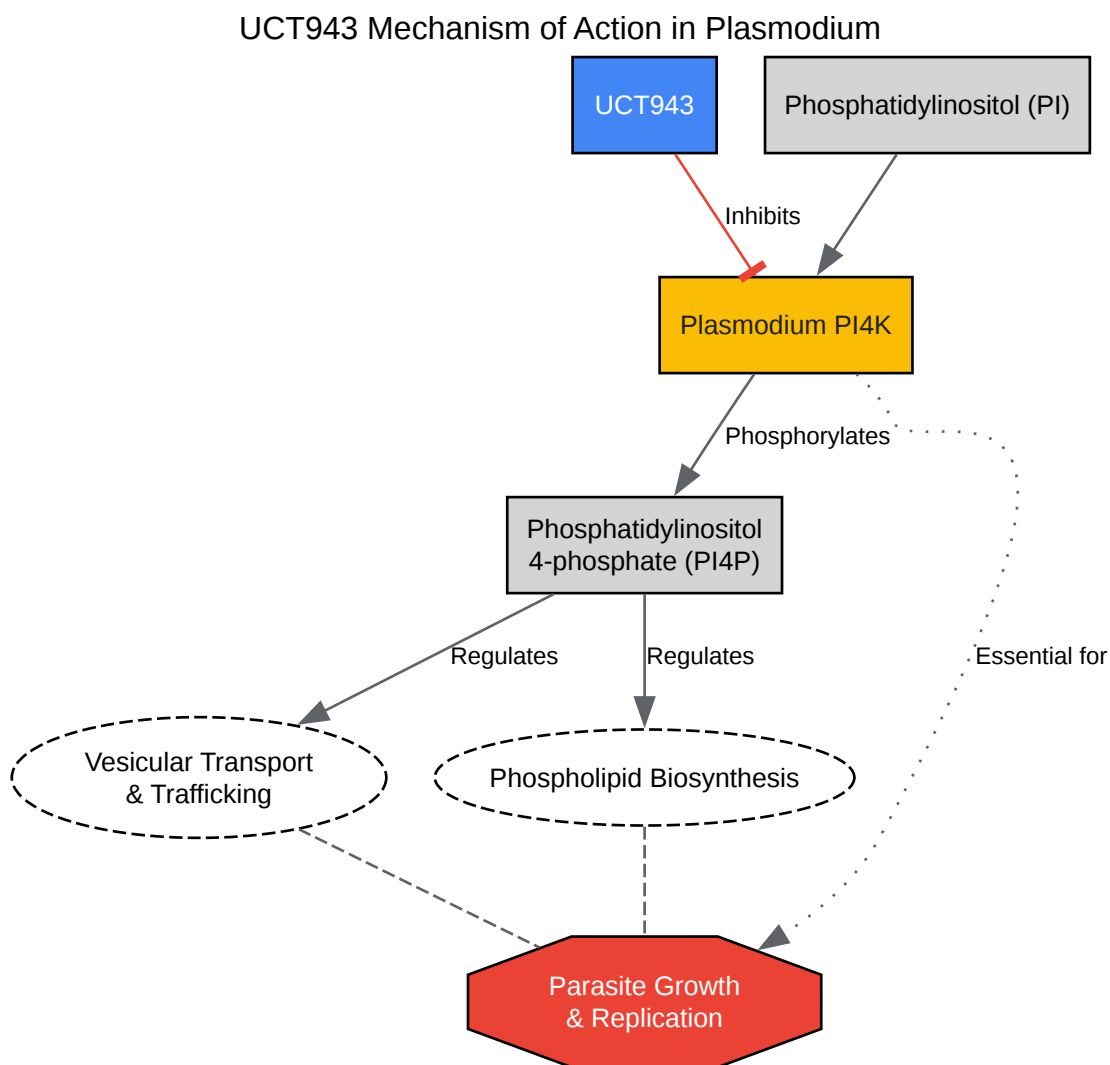 UCT943 Mechanism of Action in Plasmodium
UCT943
Phosphatidylinositol (PI)
Inhibits
Plasmodium PI4K
Phosphorylates
Phosphatidylinositol
4-phosphate (PI4P)
Regulates
Regulates
Essential for
Vesicular Transport
& Trafficking
Phospholipid Biosynthesis
Parasite Growth
& Replication